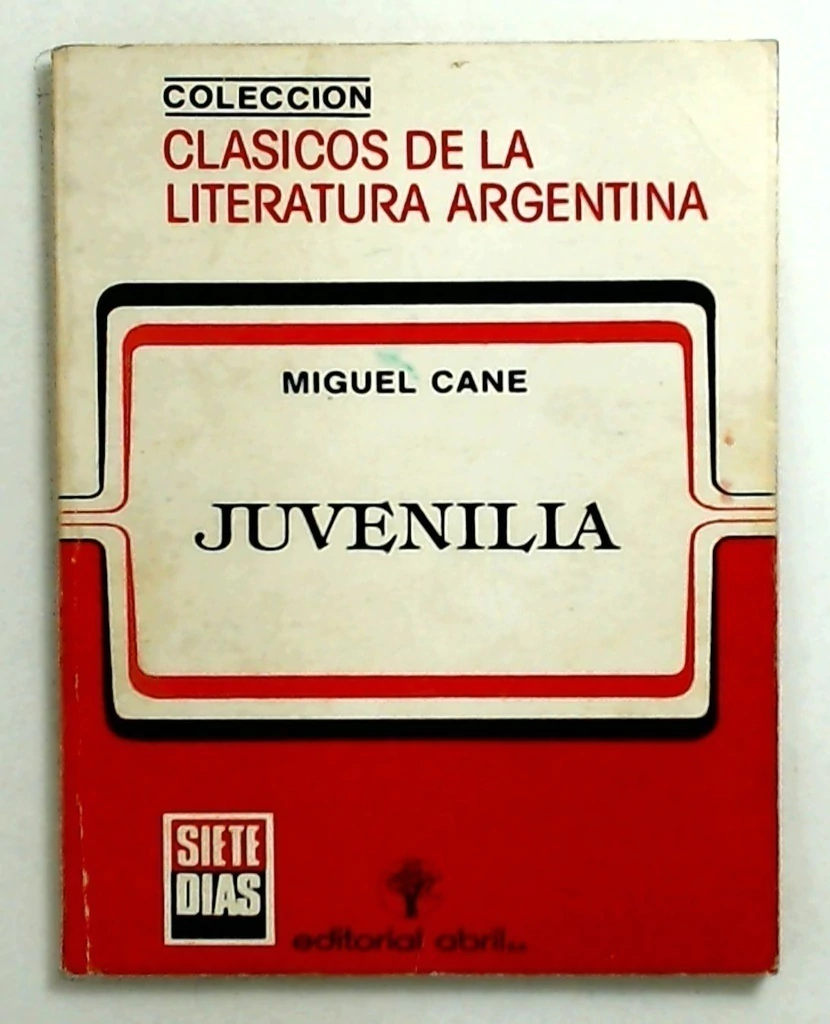 COLECCION
CLASICOS DE LA
LITERATURA ARGENTINA
MIGUEL CANE
JUVENILIA
SIETE
DIAS
editorial abril s.a.